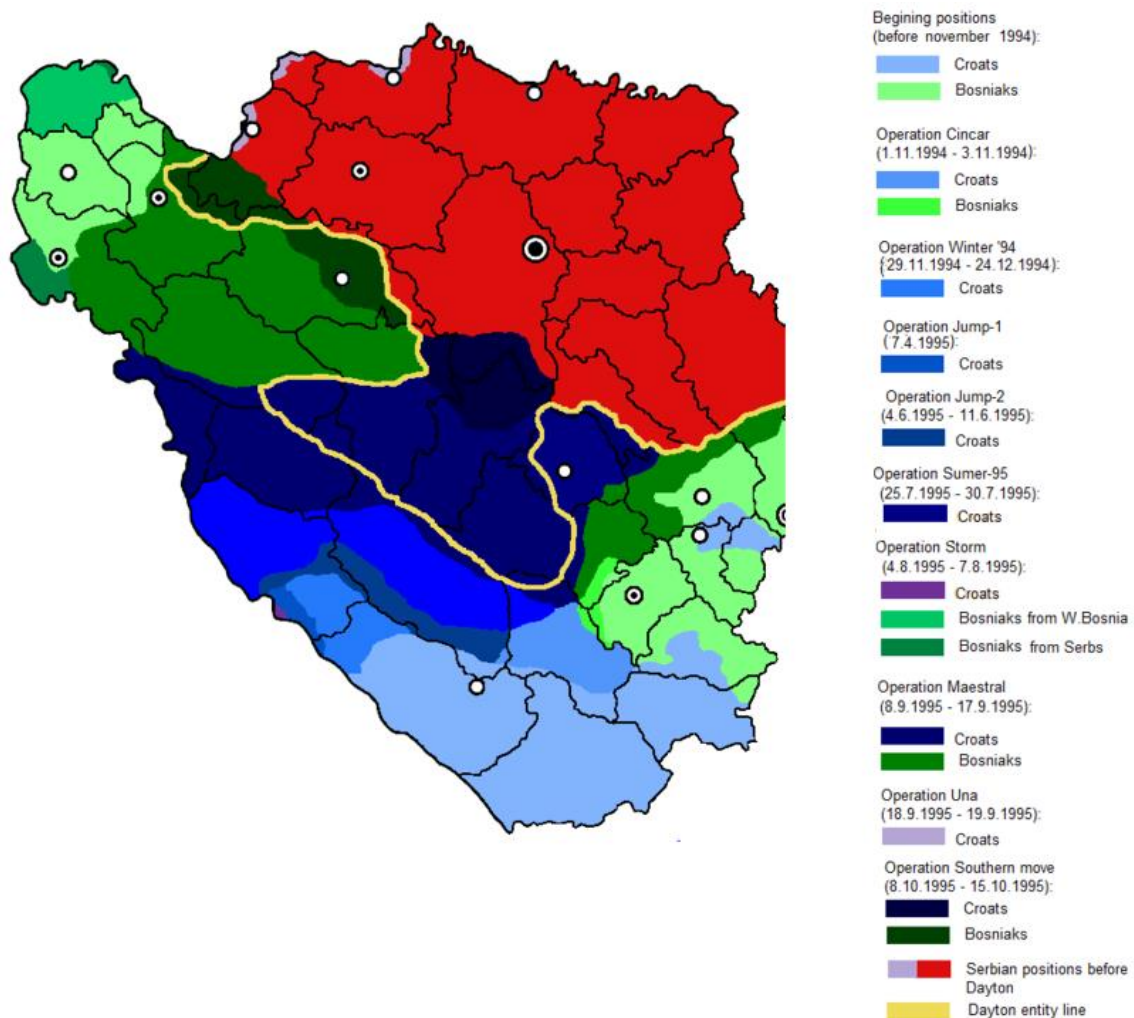 Begining positions
(before november 1994):
Croats
Bosniaks
Operation Cincar
(1.11.1994 - 3.11.1994):
Croats
Bosniaks
Operation Winter '94
(29.11.1994 - 24.12.1994):
Croats
Operation Jump-1
(7.4.1995):
Croats
Operation Jump-2
(4.6.1995 - 11.6.1995):
Croats
Operation Sumer-95
(25.7.1995 - 30.7.1995):
Croats
Operation Storm
(4.8.1995 - 7.8.1995):
Croats
Bosniaks from W.Bosnia
Bosniaks from Serbs
Operation Maestral
(8.9.1995 - 17.9.1995):
Croats
Bosniaks
Operation Una
(18.9.1995 - 19.9.1995):
Croats
Operation Southern move
(8.10.1995 - 15.10.1995):
Croats
Bosniaks
Serbian positions before
Dayton
Dayton entity line